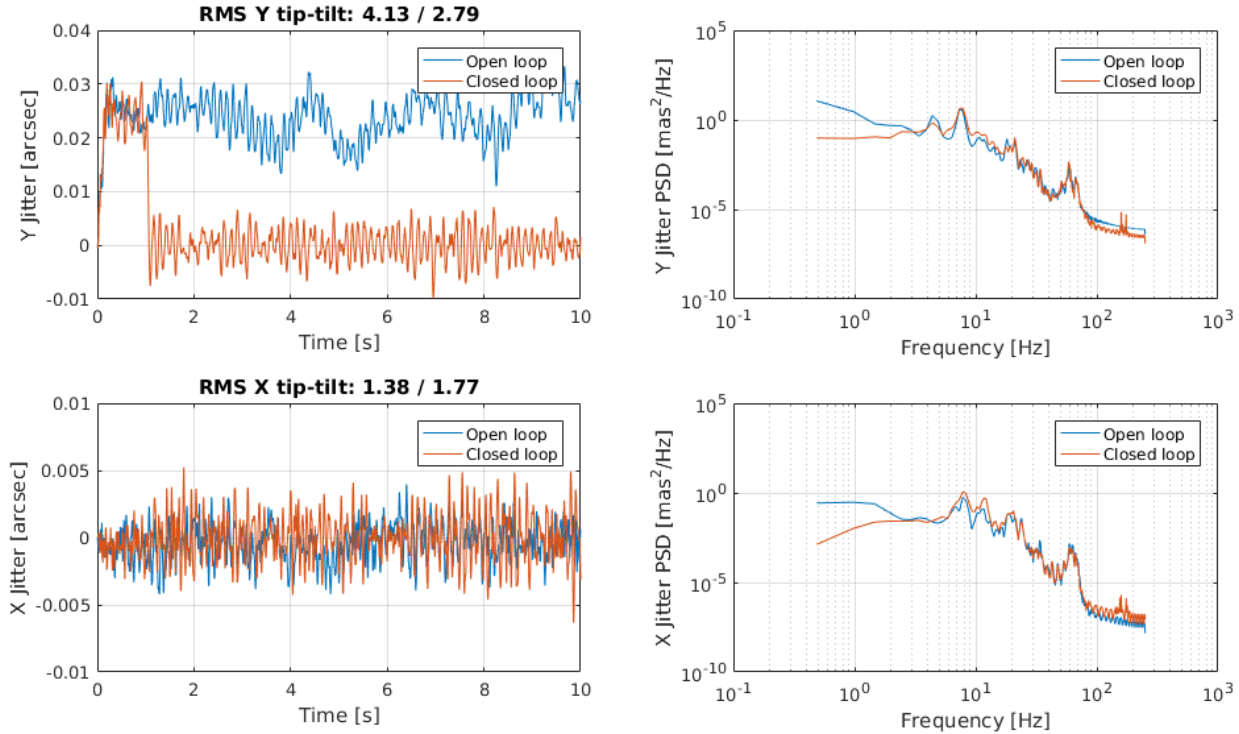 RMS Y tip-tilt: 4.13 / 2.79
0.04
0.03
0.02
0.01
0
-0.01
Y Jitter [arcsec]
Open loop
Closed loop
0 2 4 6 8 10
Time [s]
10^5
10^0
10^-5
10^-10
Y Jitter PSD [mas^2/Hz]
Open loop
Closed loop
10^-1 10^0 10^1 10^2 10^3
Frequency [Hz]
RMS X tip-tilt: 1.38 / 1.77
0.01
0.005
0
-0.005
-0.01
X Jitter [arcsec]
Open loop
Closed loop
0 2 4 6 8 10
Time [s]
10^5
10^0
10^-5
10^-10
X Jitter PSD [mas^2/Hz]
Open loop
Closed loop
10^-1 10^0 10^1 10^2 10^3
Frequency [Hz]